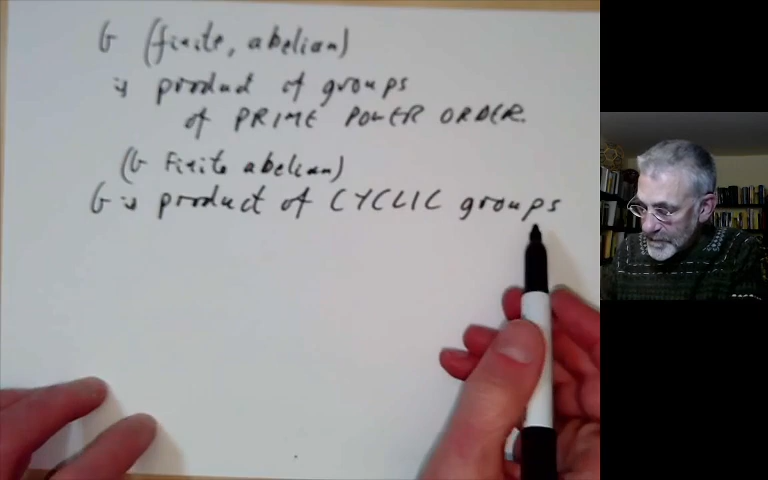 G (finite, abelian)
is product of groups
of PRIME POWER ORDER.
(G Finite abelian)
G is product of CYCLIC groups